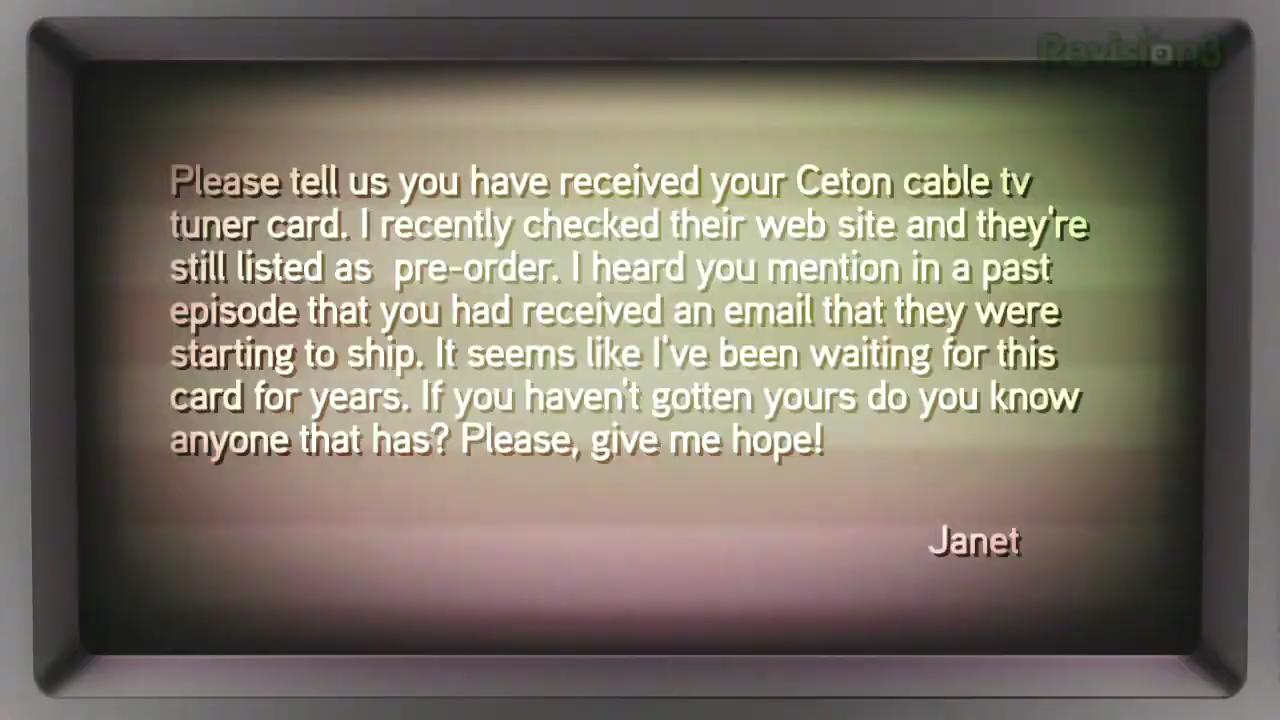 Revision3
Please tell us you have received your Ceton cable tv
tuner card. I recently checked their web site and they're
still listed as  pre-order. I heard you mention in a past
episode that you had received an email that they were
starting to ship. It seems like I've been waiting for this
card for years. If you haven't gotten yours do you know
anyone that has? Please, give me hope!
Janet